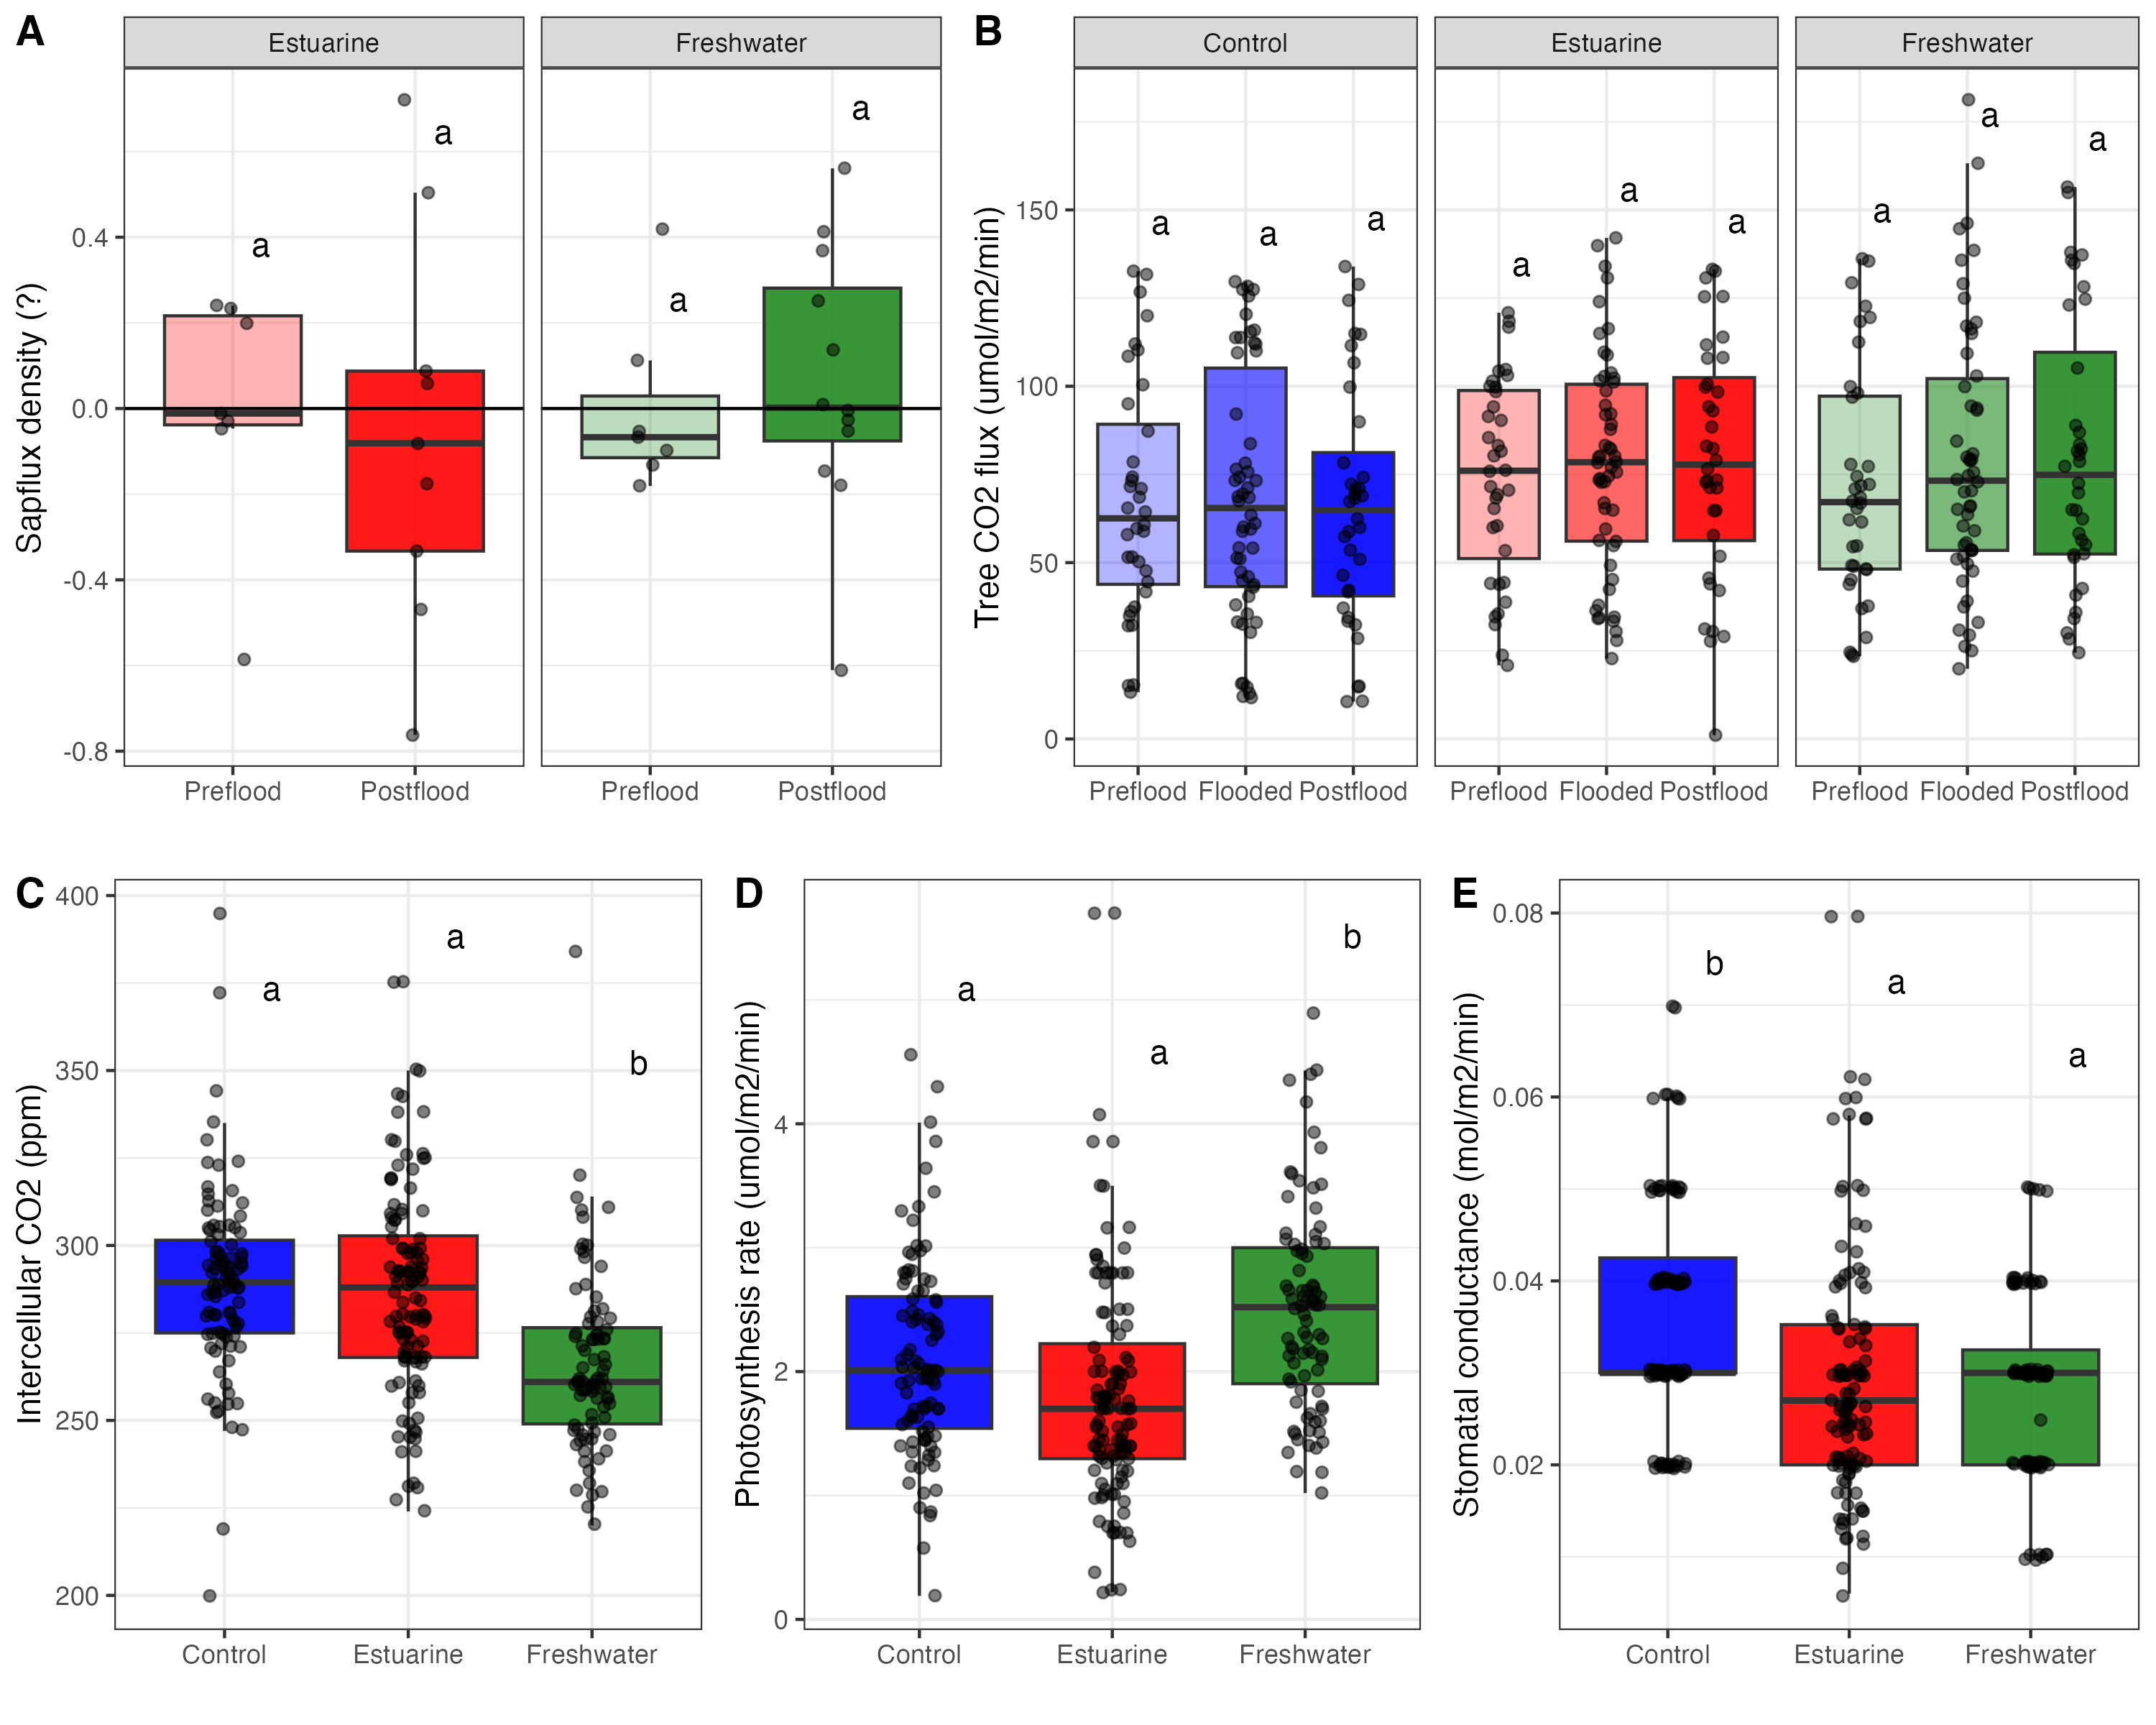 A
Estuarine
Freshwater
Sapflux density (?)
0.4
0.0
-0.4
-0.8
a
a
a
a
Preflood
Postflood
Preflood
Postflood
B
Control
Estuarine
Freshwater
Tree CO2 flux (umol/m2/min)
150
100
50
0
a
a
a
a
a
a
a
a
a
Preflood
Flooded
Postflood
Preflood
Flooded
Postflood
Preflood
Flooded
Postflood
C
Intercellular CO2 (ppm)
400
350
300
250
200
a
a
b
Control
Estuarine
Freshwater
D
Photosynthesis rate (umol/m2/min)
4
2
0
a
a
b
Control
Estuarine
Freshwater
E
Stomatal conductance (mol/m2/min)
0.08
0.06
0.04
0.02
b
a
a
Control
Estuarine
Freshwater